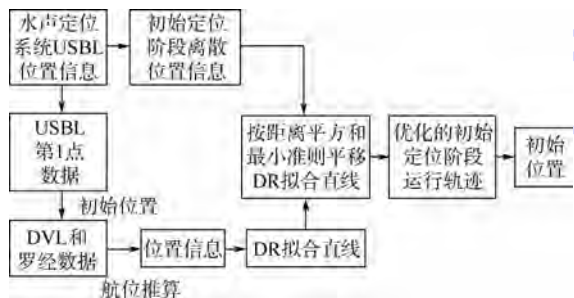 水声定位
系统USBL
位置信息
初始定位
阶段离散
位置信息
USBL
第1点
数据
初始位置
DVL和
罗经数据
航位推算
位置信息
DR拟合直线
按距离平方和
最小准则平移
DR拟合直线
优化的初始
定位阶段
运行轨迹
初始
位置